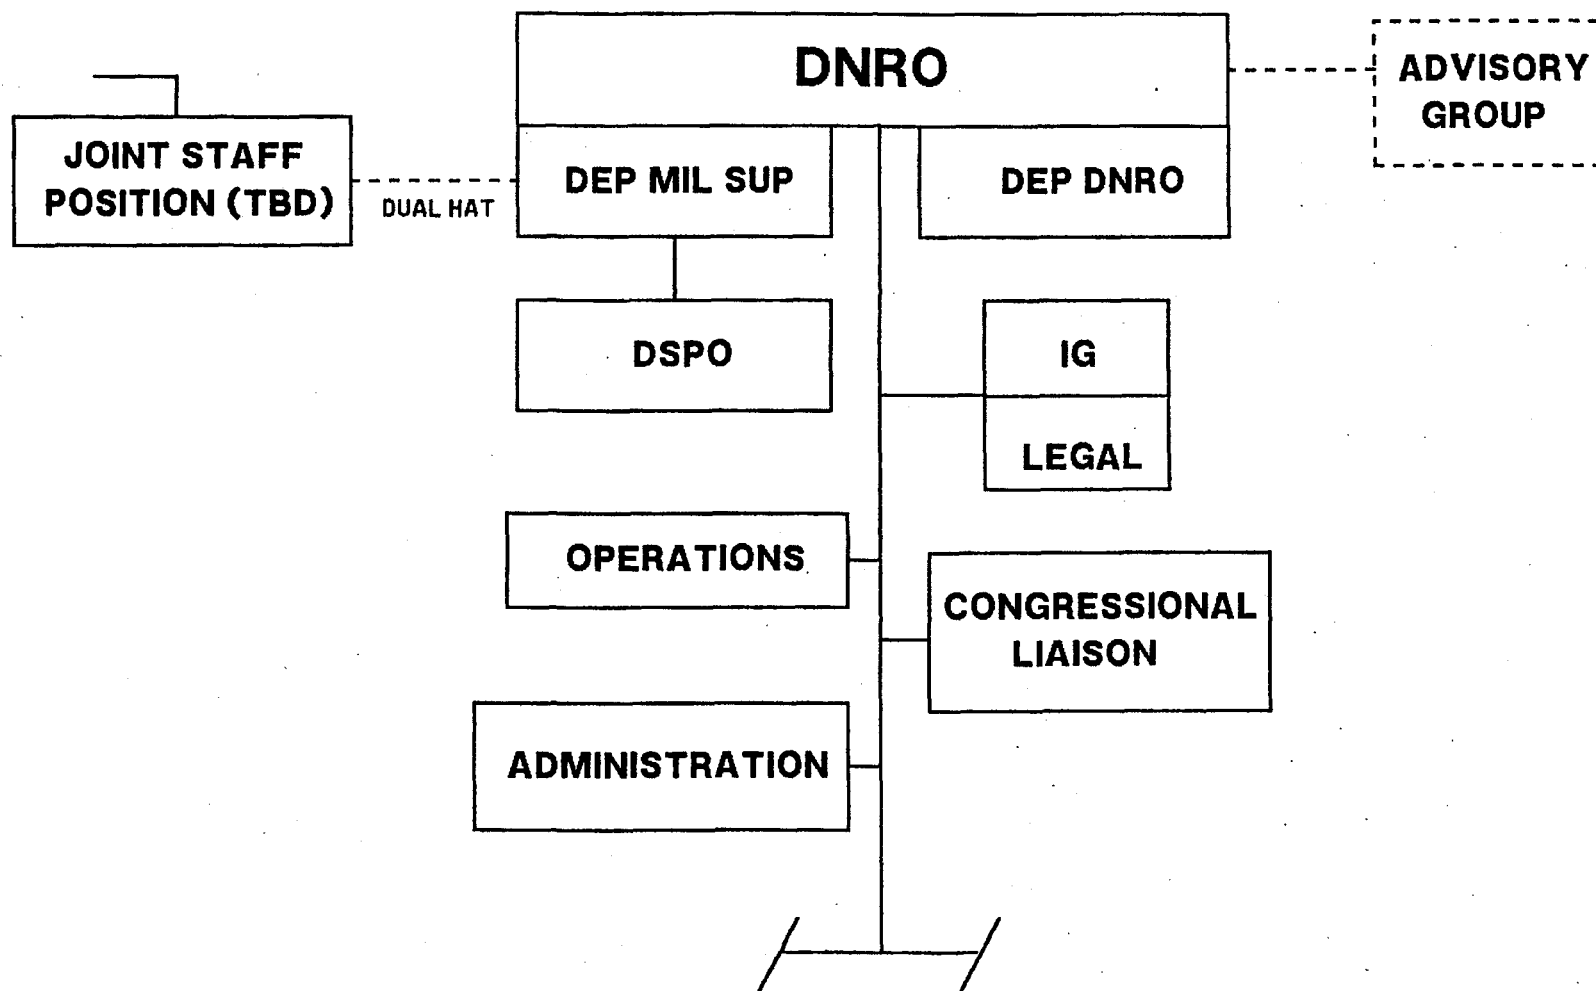 DNRO
ADVISORY
GROUP
JOINT STAFF
POSITION (TBD)
DUAL HAT
DEP MIL SUP
DEP DNRO
DSPO
IG
LEGAL
OPERATIONS
CONGRESSIONAL
LIAISON
ADMINISTRATION